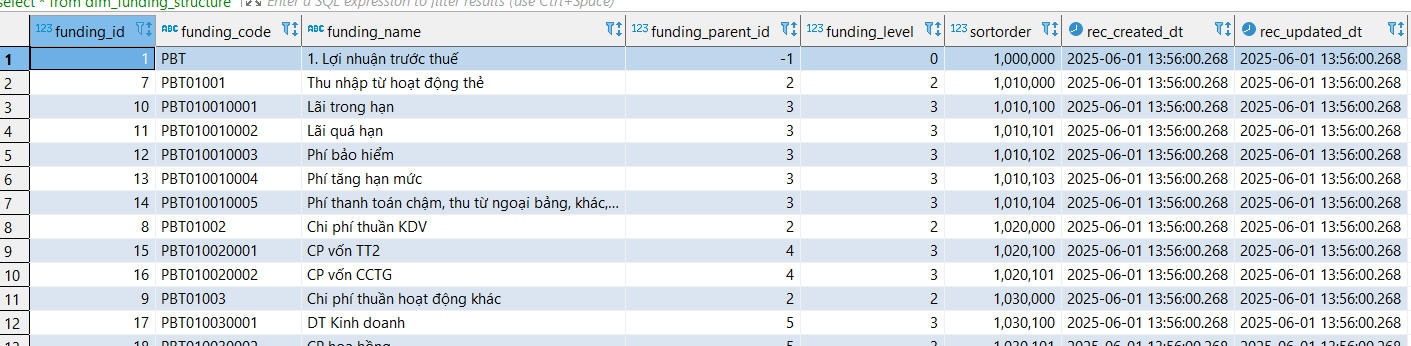 select * from dim_funding_structure Enter a SQL expression to filter results (use Ctrl+Space)
123 funding_id ABC funding_code ABC funding_name 123 funding_parent_id 123 funding_level 123 sortorder rec_created_dt rec_updated_dt
1 1 PBT 1. Lợi nhuận trước thuế -1 0 1,000,000 2025-06-01 13:56:00.268 2025-06-01 13:56:00.268
2 7 PBT01001 Thu nhập từ hoạt động thẻ 2 2 1,010,000 2025-06-01 13:56:00.268 2025-06-01 13:56:00.268
3 10 PBT010010001 Lãi trong hạn 3 3 1,010,100 2025-06-01 13:56:00.268 2025-06-01 13:56:00.268
4 11 PBT010010002 Lãi quá hạn 3 3 1,010,101 2025-06-01 13:56:00.268 2025-06-01 13:56:00.268
5 12 PBT010010003 Phí bảo hiểm 3 3 1,010,102 2025-06-01 13:56:00.268 2025-06-01 13:56:00.268
6 13 PBT010010004 Phí tăng hạn mức 3 3 1,010,103 2025-06-01 13:56:00.268 2025-06-01 13:56:00.268
7 14 PBT010010005 Phí thanh toán chậm, thu từ ngoại bảng, khác,... 3 3 1,010,104 2025-06-01 13:56:00.268 2025-06-01 13:56:00.268
8 8 PBT01002 Chi phí thuần KDV 2 2 1,020,000 2025-06-01 13:56:00.268 2025-06-01 13:56:00.268
9 15 PBT010020001 CP vốn TT2 4 3 1,020,100 2025-06-01 13:56:00.268 2025-06-01 13:56:00.268
10 16 PBT010020002 CP vốn CCTG 4 3 1,020,101 2025-06-01 13:56:00.268 2025-06-01 13:56:00.268
11 9 PBT01003 Chi phí thuần hoạt động khác 2 2 1,030,000 2025-06-01 13:56:00.268 2025-06-01 13:56:00.268
12 17 PBT010030001 DT Kinh doanh 5 3 1,030,100 2025-06-01 13:56:00.268 2025-06-01 13:56:00.268